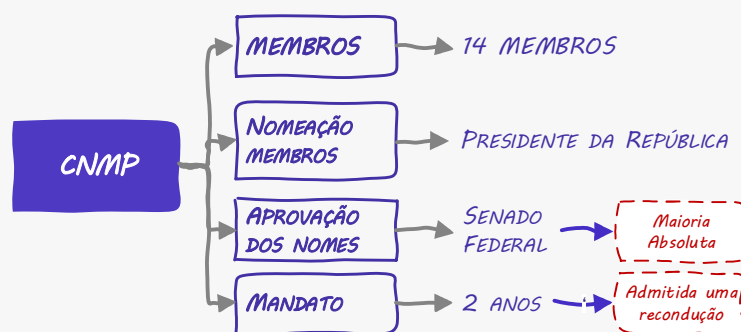 CNMP
MEMBROS
14 MEMBROS
NOMEAÇÃO
MEMBROS
PRESIDENTE DA REPÚBLICA
APROVAÇÃO
DOS NOMES
SENADO
FEDERAL
Maioria
Absoluta
MANDATO
2 ANOS
Admitida uma
recondução